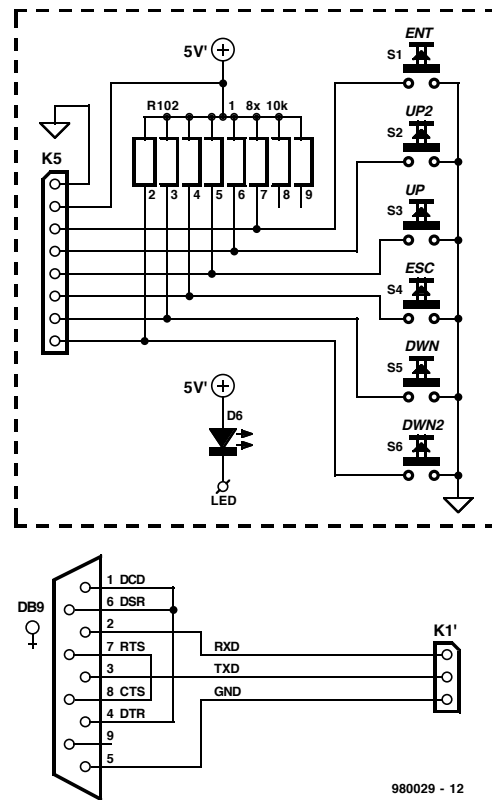 ENT
5V'
S1
R102 1 8x 10k
UP2
S2
K5
2 3 4 5 6 7 8 9
UP
S3
ESC
S4
DWN
S5
5V'
D6
DWN2
S6
LED
1 DCD
DB9
6 DSR
2
K1'
7 RTS
RXD
3
TXD
8 CTS
GND
4 DTR
9
5
980029 - 12